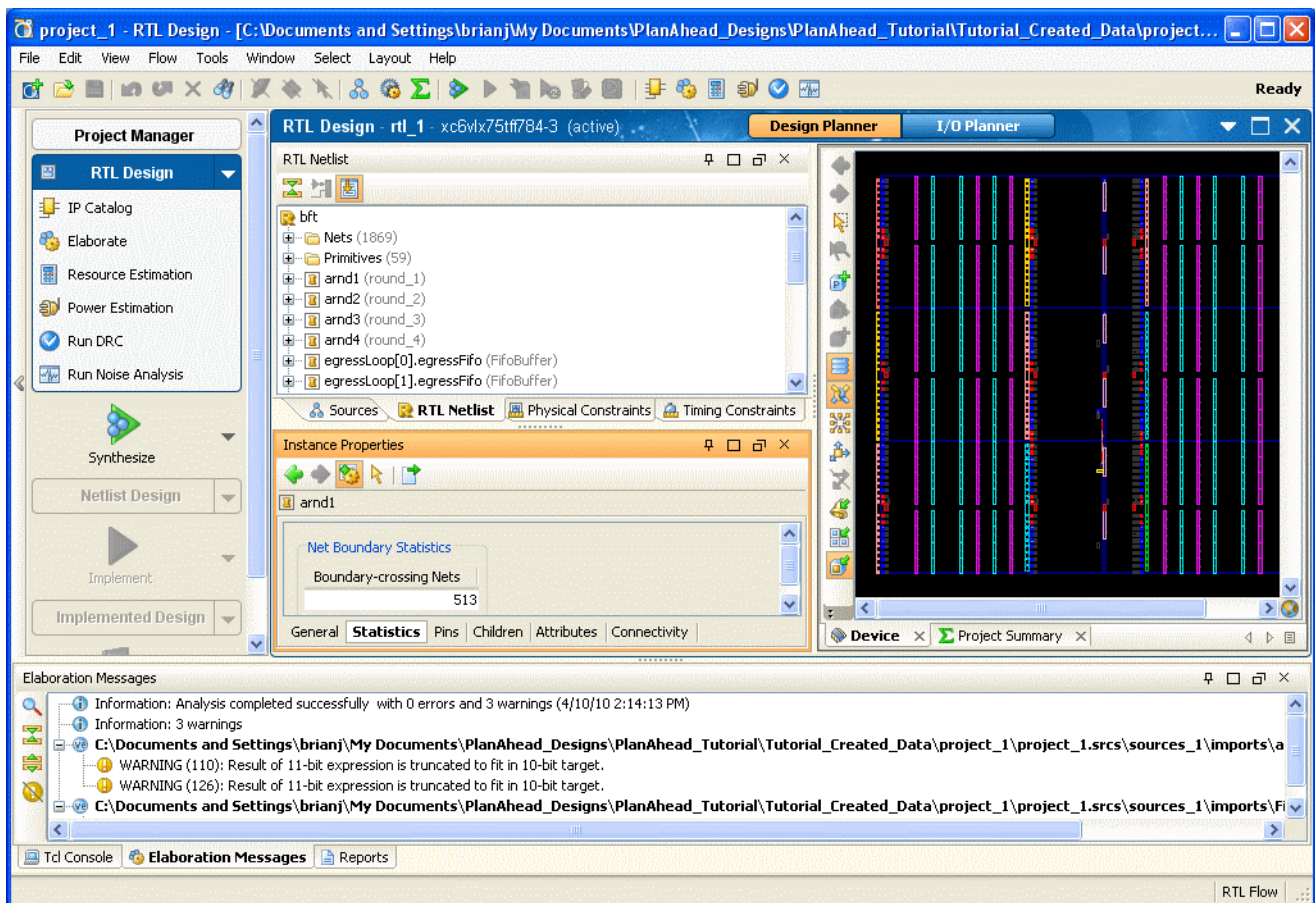 project_1 - RTL Design - [C:\Documents and Settings\brianj\My Documents\PlanAhead_Designs\PlanAhead_Tutorial\Tutorial_Created_Data\project...
File Edit View Flow Tools Window Select Layout Help
Ready
Project Manager
RTL Design
IP Catalog
Elaborate
Resource Estimation
Power Estimation
Run DRC
Run Noise Analysis
Synthesize
Netlist Design
Implement
Implemented Design
RTL Design - rtl_1 - xc6vlx75tff784-3 (active)
Design Planner
I/O Planner
RTL Netlist
bft
Nets (1869)
Primitives (59)
arnd1 (round_1)
arnd2 (round_2)
arnd3 (round_3)
arnd4 (round_4)
egressLoop[0].egressFifo (FifoBuffer)
egressLoop[1].egressFifo (FifoBuffer)
Sources RTL Netlist Physical Constraints Timing Constraints
Instance Properties
arnd1
Net Boundary Statistics
Boundary-crossing Nets
513
General Statistics Pins Children Attributes Connectivity
Device Project Summary
Elaboration Messages
Information: Analysis completed successfully with 0 errors and 3 warnings (4/10/10 2:14:13 PM)
Information: 3 warnings
C:\Documents and Settings\brianj\My Documents\PlanAhead_Designs\PlanAhead_Tutorial\Tutorial_Created_Data\project_1\project_1.srcs\sources_1\imports\a
WARNING (110): Result of 11-bit expression is truncated to fit in 10-bit target.
WARNING (126): Result of 11-bit expression is truncated to fit in 10-bit target.
C:\Documents and Settings\brianj\My Documents\PlanAhead_Designs\PlanAhead_Tutorial\Tutorial_Created_Data\project_1\project_1.srcs\sources_1\imports\Fi
Tcl Console Elaboration Messages Reports
RTL Flow